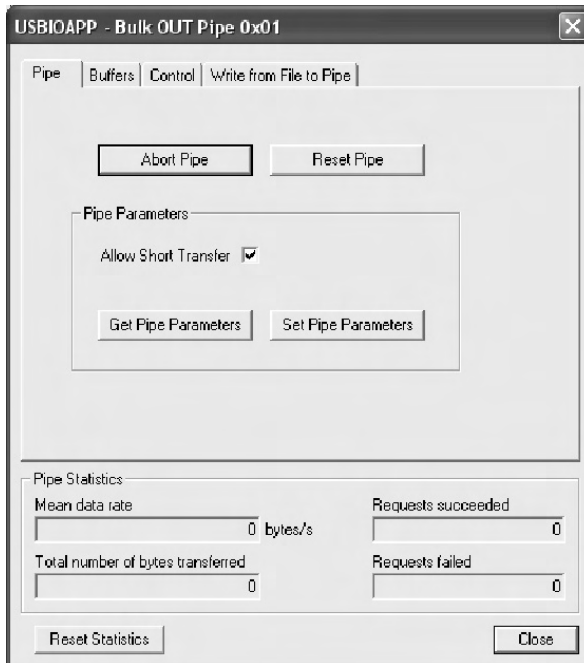 USBIOAPP - Bulk OUT Pipe 0x01
Pipe Buffers Control Write from File to Pipe
Abort Pipe Reset Pipe
Pipe Parameters
Allow Short Transfer
Get Pipe Parameters Set Pipe Parameters
Pipe Statistics
Mean data rate Requests succeeded
0 bytes/s 0
Total number of bytes transferred Requests failed
0 0
Reset Statistics Close